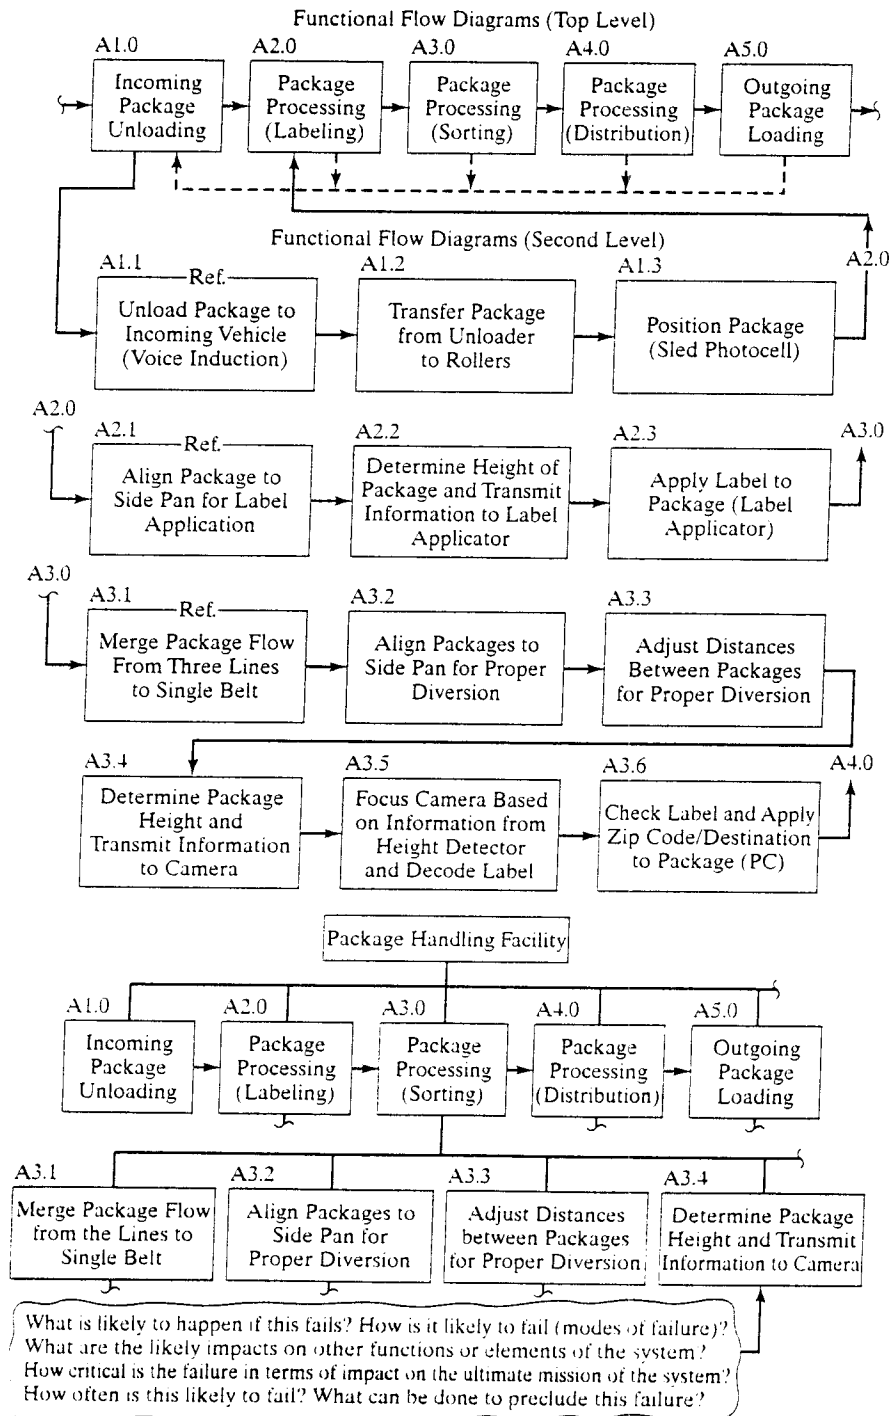 Functional Flow Diagrams (Top Level)
A1.0
A2.0
A3.0
A4.0
A5.0
Incoming
Package
Unloading
Package
Processing
(Labeling)
Package
Processing
(Sorting)
Package
Processing
(Distribution)
Outgoing
Package
Loading
Functional Flow Diagrams (Second Level)
A2.0
A1.1
Ref.
Unload Package to
Incoming Vehicle
(Voice Induction)
A1.2
Transfer Package
from Unloader
to Rollers
A1.3
Position Package
(Sled Photocell)
A2.0
A2.1
Ref.
Align Package to
Side Pan for Label
Application
A2.2
Determine Height of
Package and Transmit
Information to Label
Applicator
A2.3
Apply Label to
Package (Label
Applicator)
A3.0
A3.0
A3.1
Ref.
Merge Package Flow
From Three Lines
to Single Belt
A3.2
Align Packages to
Side Pan for Proper
Diversion
A3.3
Adjust Distances
Between Packages
for Proper Diversion
A3.4
Determine Package
Height and
Transmit Information
to Camera
A3.5
Focus Camera Based
on Information from
Height Detector
and Decode Label
A3.6
Check Label and Apply
Zip Code/Destination
to Package (PC)
A4.0
Package Handling Facility
A1.0
Incoming
Package
Unloading
A2.0
Package
Processing
(Labeling)
A3.0
Package
Processing
(Sorting)
A4.0
Package
Processing
(Distribution)
A5.0
Outgoing
Package
Loading
A3.1
Merge Package Flow
from the Lines to
Single Belt
A3.2
Align Packages to
Side Pan for
Proper Diversion
A3.3
Adjust Distances
between Packages
for Proper Diversion
A3.4
Determine Package
Height and Transmit
Information to Camera
What is likely to happen if this fails? How is it likely to fail (modes of failure)?
What are the likely impacts on other functions or elements of the system?
How critical is the failure in terms of impact on the ultimate mission of the system?
How often is this likely to fail? What can be done to preclude this failure?